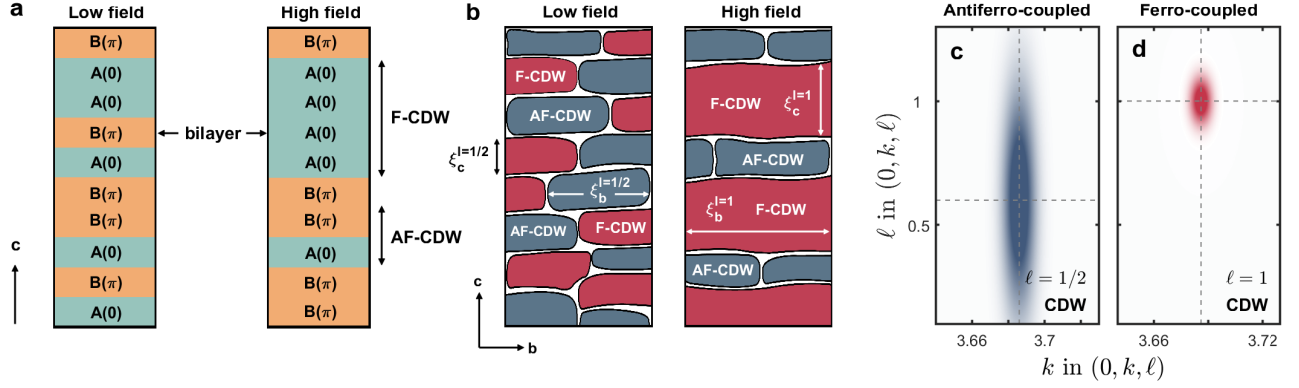 a
Low field
B(π)
A(0)
A(0)
B(π)
A(0)
B(π)
B(π)
A(0)
B(π)
A(0)
c
bilayer
High field
B(π)
A(0)
A(0)
A(0)
A(0)
B(π)
B(π)
A(0)
B(π)
B(π)
F-CDW
AF-CDW
b
Low field
F-CDW
AF-CDW
ξ_c^{l=1/2}
ξ_b^{l=1/2}
AF-CDW
F-CDW
c
b
High field
F-CDW
ξ_c^{l=1}
AF-CDW
ξ_b^{l=1}
F-CDW
AF-CDW
Antiferro-coupled
c
ℓ in (0, k, ℓ)
1
0.5
ℓ = 1/2
CDW
3.66
3.7
Ferro-coupled
d
ℓ = 1
CDW
3.66
3.72
k in (0, k, ℓ)